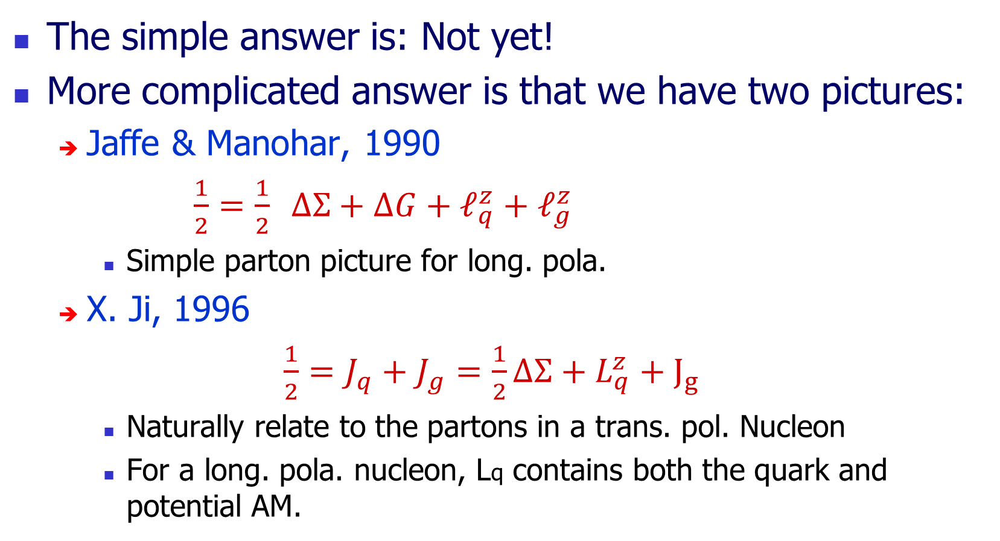 ▪ The simple answer is: Not yet!
▪ More complicated answer is that we have two pictures:
➔ Jaffe & Manohar, 1990
$\frac{1}{2} = \frac{1}{2} \Delta\Sigma + \Delta G + \ell_q^z + \ell_g^z$
▪ Simple parton picture for long. pola.
➔ X. Ji, 1996
$\frac{1}{2} = J_q + J_g = \frac{1}{2} \Delta\Sigma + L_q^z + \mathrm{J_g}$
▪ Naturally relate to the partons in a trans. pol. Nucleon
▪ For a long. pola. nucleon, Lq contains both the quark and
potential AM.